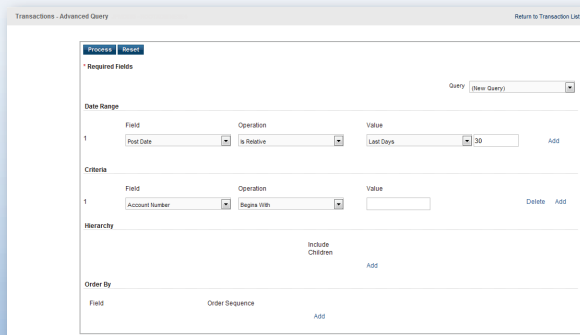 Transactions - Advanced Query Return to Transaction List
Process Reset
* Required Fields
Query (New Query)
Date Range
Field Operation Value
1 Post Date Is Relative Last Days 30 Add
Criteria
Field Operation Value
1 Account Number Begins With Delete Add
Hierarchy
Include
Children
Add
Order By
Field Order Sequence
Add